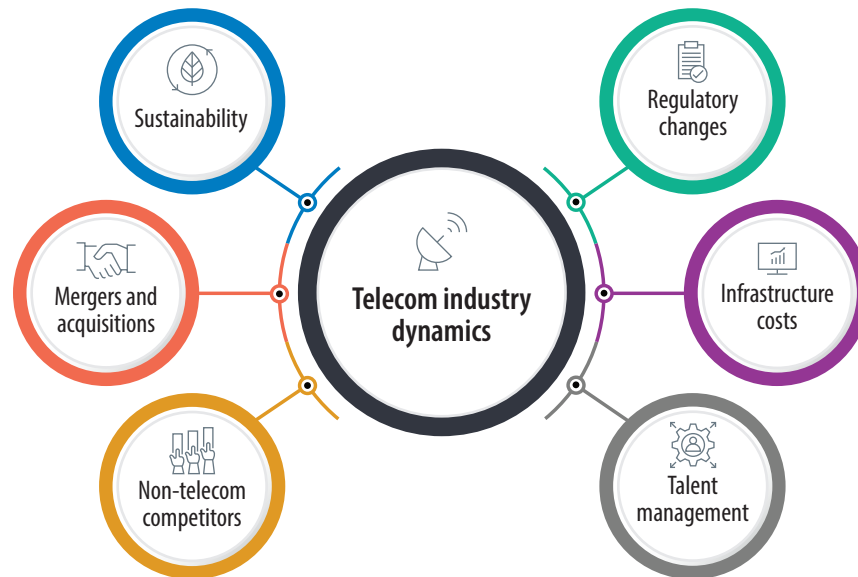 Sustainability
Regulatory
changes
Mergers and
acquisitions
Telecom industry
dynamics
Infrastructure
costs
Non-telecom
competitors
Talent
management